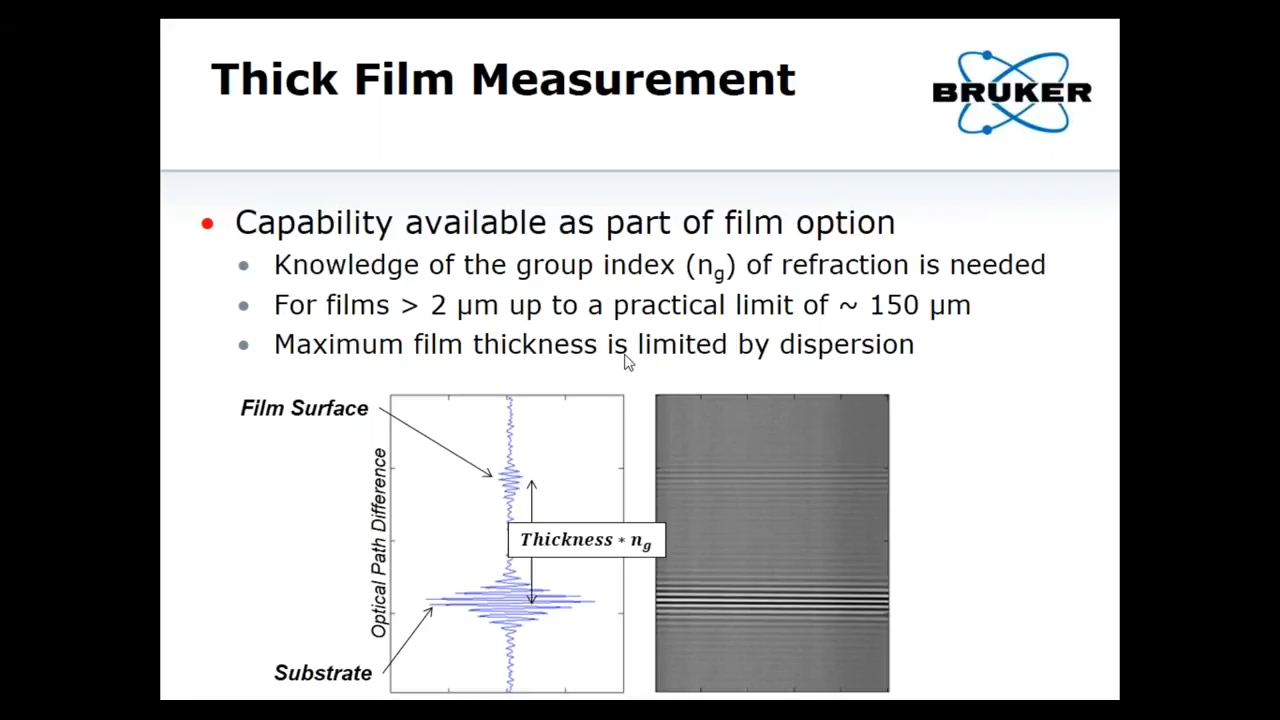 Thick Film Measurement
BRUKER
Capability available as part of film option
Knowledge of the group index (ng) of refraction is needed
For films > 2 µm up to a practical limit of ~ 150 µm
Maximum film thickness is limited by dispersion
Film Surface
Optical Path Difference
Thickness * ng
Substrate